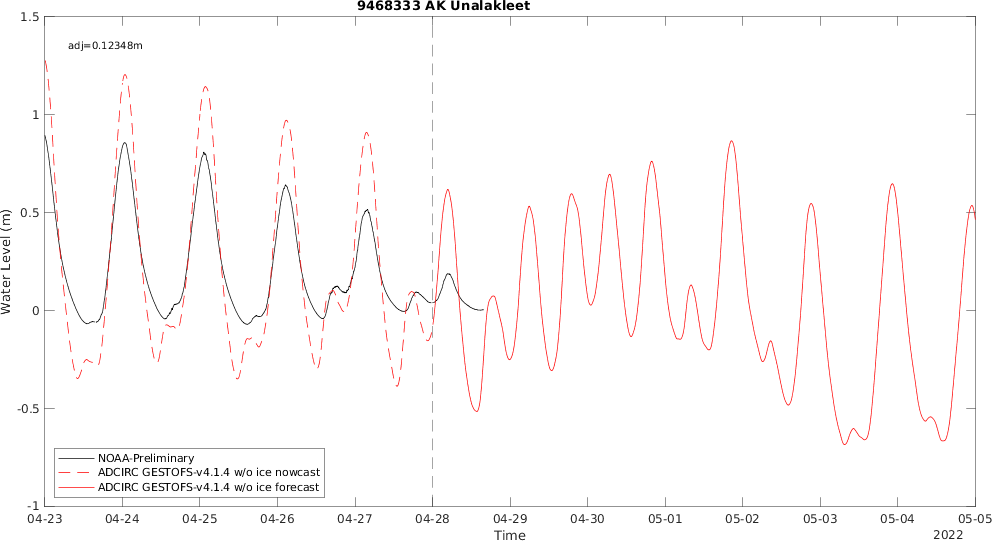 9468333 AK Unalakleet
adj=0.12348m
1.5
1
0.5
0
-0.5
-1
Water Level (m)
NOAA-Preliminary
ADCIRC GESTOFS-v4.1.4 w/o ice nowcast
ADCIRC GESTOFS-v4.1.4 w/o ice forecast
04-23 04-24 04-25 04-26 04-27 04-28 04-29 04-30 05-01 05-02 05-03 05-04 05-05
Time
2022